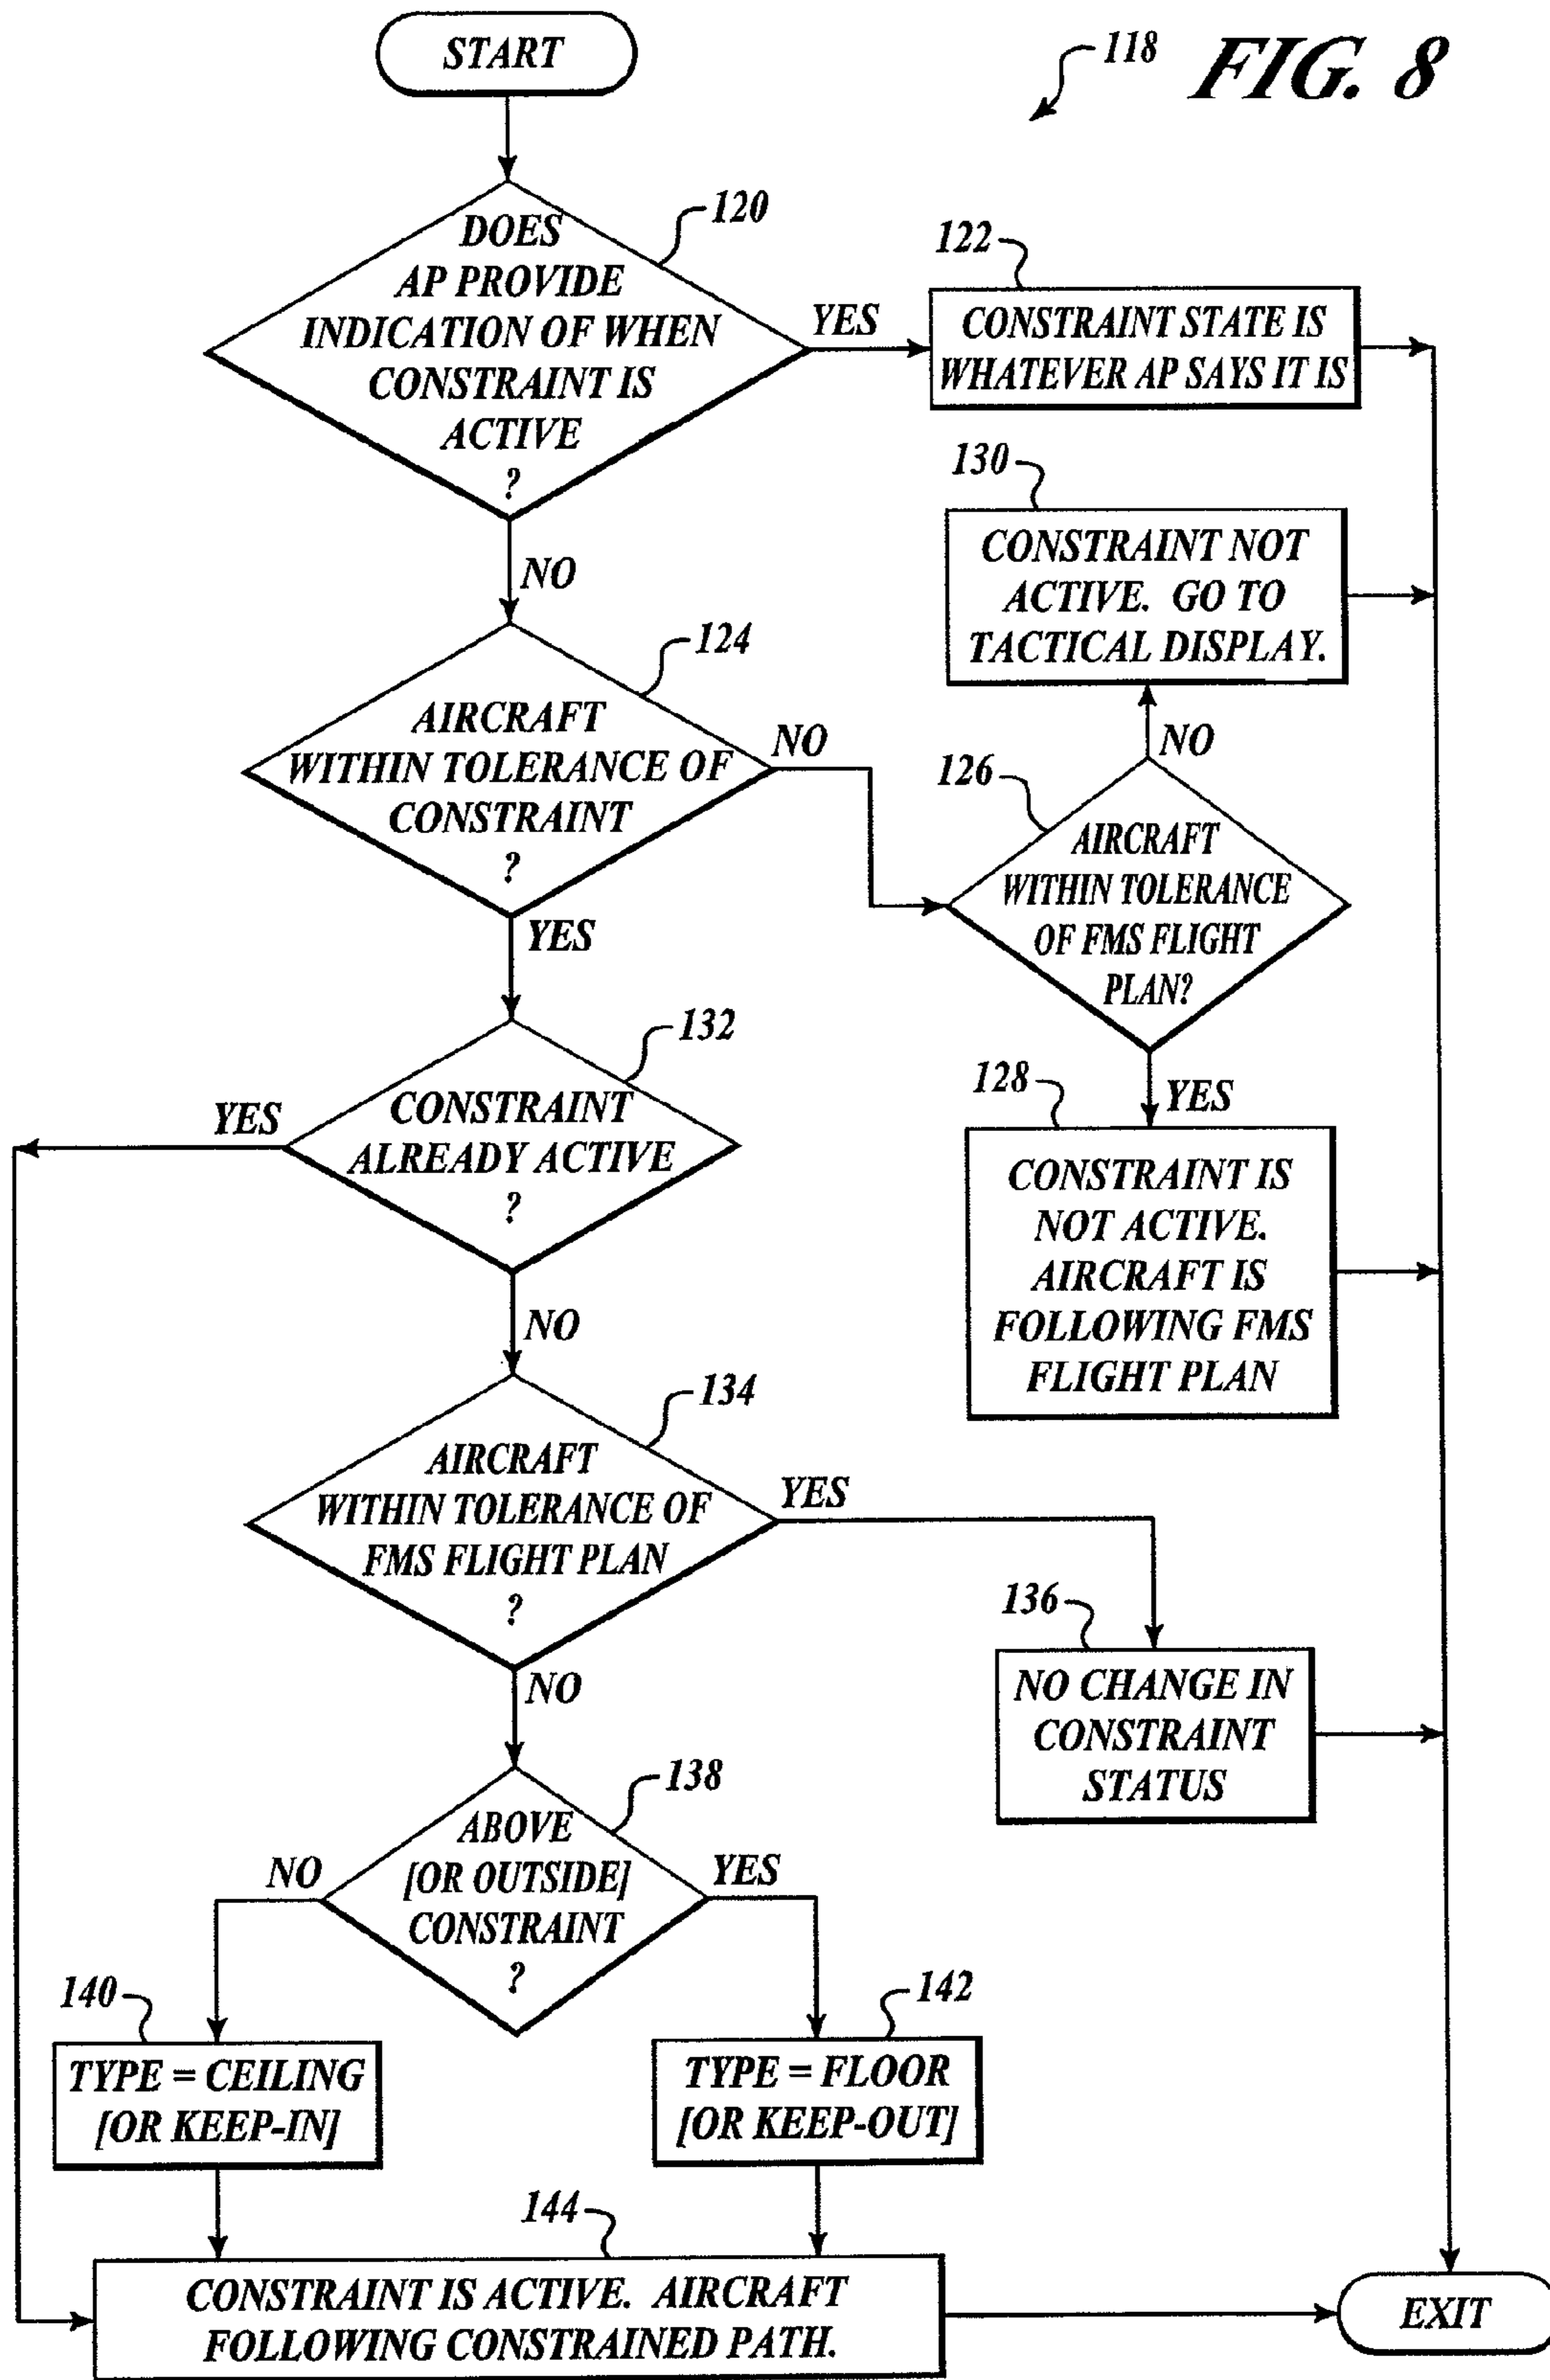 START
118
FIG. 8
120
DOES
AP PROVIDE
INDICATION OF WHEN
CONSTRAINT IS
ACTIVE
?
YES
122
CONSTRAINT STATE IS
WHATEVER AP SAYS IT IS
NO
130
CONSTRAINT NOT
ACTIVE. GO TO
TACTICAL DISPLAY.
124
AIRCRAFT
WITHIN TOLERANCE OF
CONSTRAINT
?
NO
NO
126
AIRCRAFT
WITHIN TOLERANCE
OF FMS FLIGHT
PLAN?
YES
YES
128
CONSTRAINT IS
NOT ACTIVE.
AIRCRAFT IS
FOLLOWING FMS
FLIGHT PLAN
132
CONSTRAINT
ALREADY ACTIVE
?
YES
NO
134
AIRCRAFT
WITHIN TOLERANCE OF
FMS FLIGHT PLAN
?
YES
136
NO CHANGE IN
CONSTRAINT
STATUS
NO
138
ABOVE
[OR OUTSIDE]
CONSTRAINT
?
NO
YES
140
TYPE = CEILING
[OR KEEP-IN]
142
TYPE = FLOOR
[OR KEEP-OUT]
144
CONSTRAINT IS ACTIVE. AIRCRAFT
FOLLOWING CONSTRAINED PATH.
EXIT